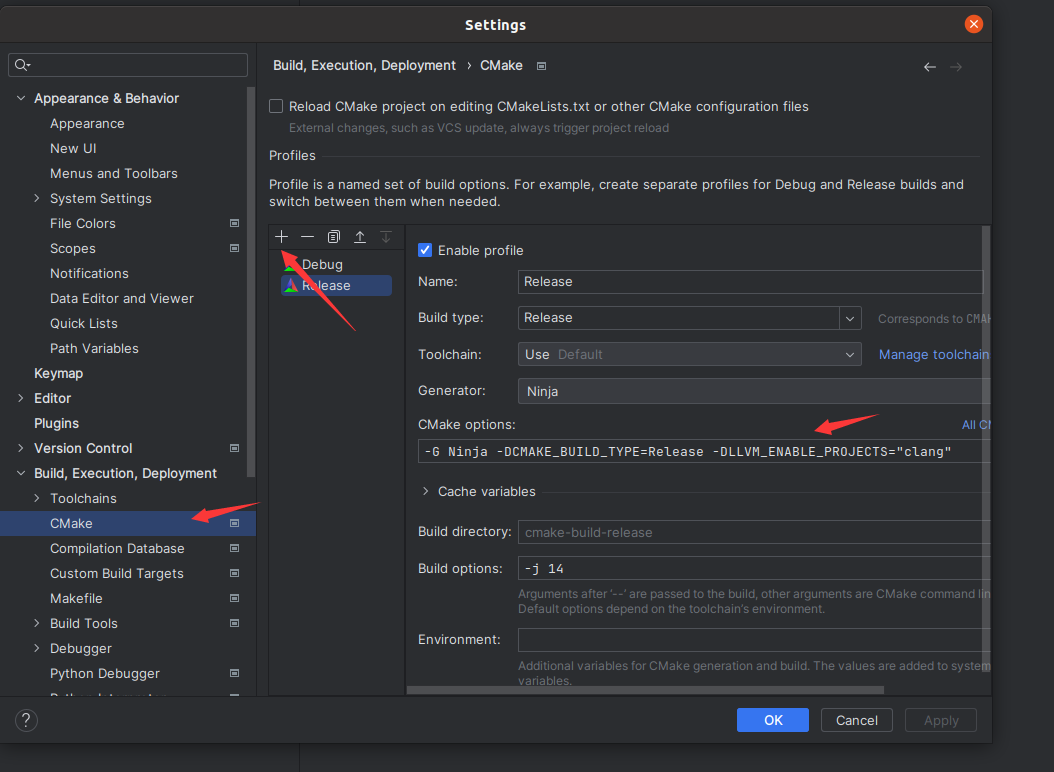 Settings
Appearance & Behavior
Appearance
New UI
Menus and Toolbars
System Settings
File Colors
Scopes
Notifications
Data Editor and Viewer
Quick Lists
Path Variables
Keymap
Editor
Plugins
Version Control
Build, Execution, Deployment
Toolchains
CMake
Compilation Database
Custom Build Targets
Makefile
Build Tools
Debugger
Python Debugger
Build, Execution, Deployment › CMake
Reload CMake project on editing CMakeLists.txt or other CMake configuration files
External changes, such as VCS update, always trigger project reload
Profiles
Profile is a named set of build options. For example, create separate profiles for Debug and Release builds and
switch between them when needed.
Debug
Release
Enable profile
Name: Release
Build type: Release Corresponds to CMA
Toolchain: Use Default Manage toolchain
Generator: Ninja
CMake options: All CM
-G Ninja -DCMAKE_BUILD_TYPE=Release -DLLVM_ENABLE_PROJECTS="clang"
Cache variables
Build directory: cmake-build-release
Build options: -j 14
Arguments after '--' are passed to the build, other arguments are CMake command lin
Default options depend on the toolchain's environment.
Environment:
Additional variables for CMake generation and build. The values are added to system
variables.
?
OK
Cancel
Apply